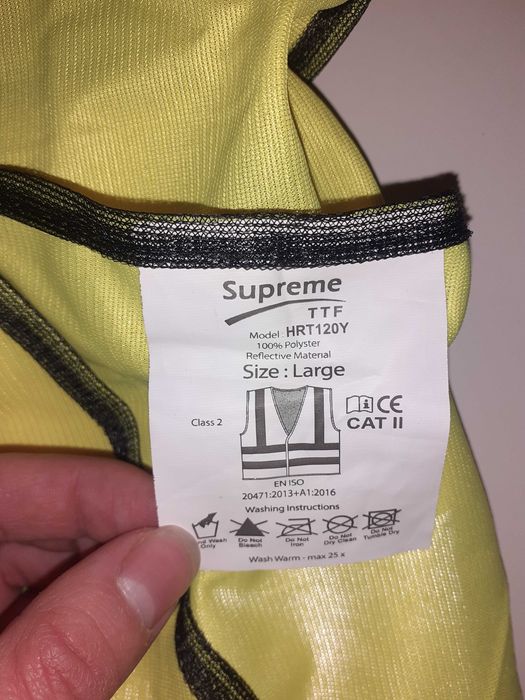 Supreme
TTF
Model: HRT120Y
100% Polyster
Reflective Material
Size : Large
Class 2
CE
CAT II
EN ISO
20471:2013+A1:2016
Washing Instructions
nd Wash Only
Do Not Bleach
Do Not Iron
Do Not Dry Clean
Do Not Tumble Dry
Wash Warm - max 25 x